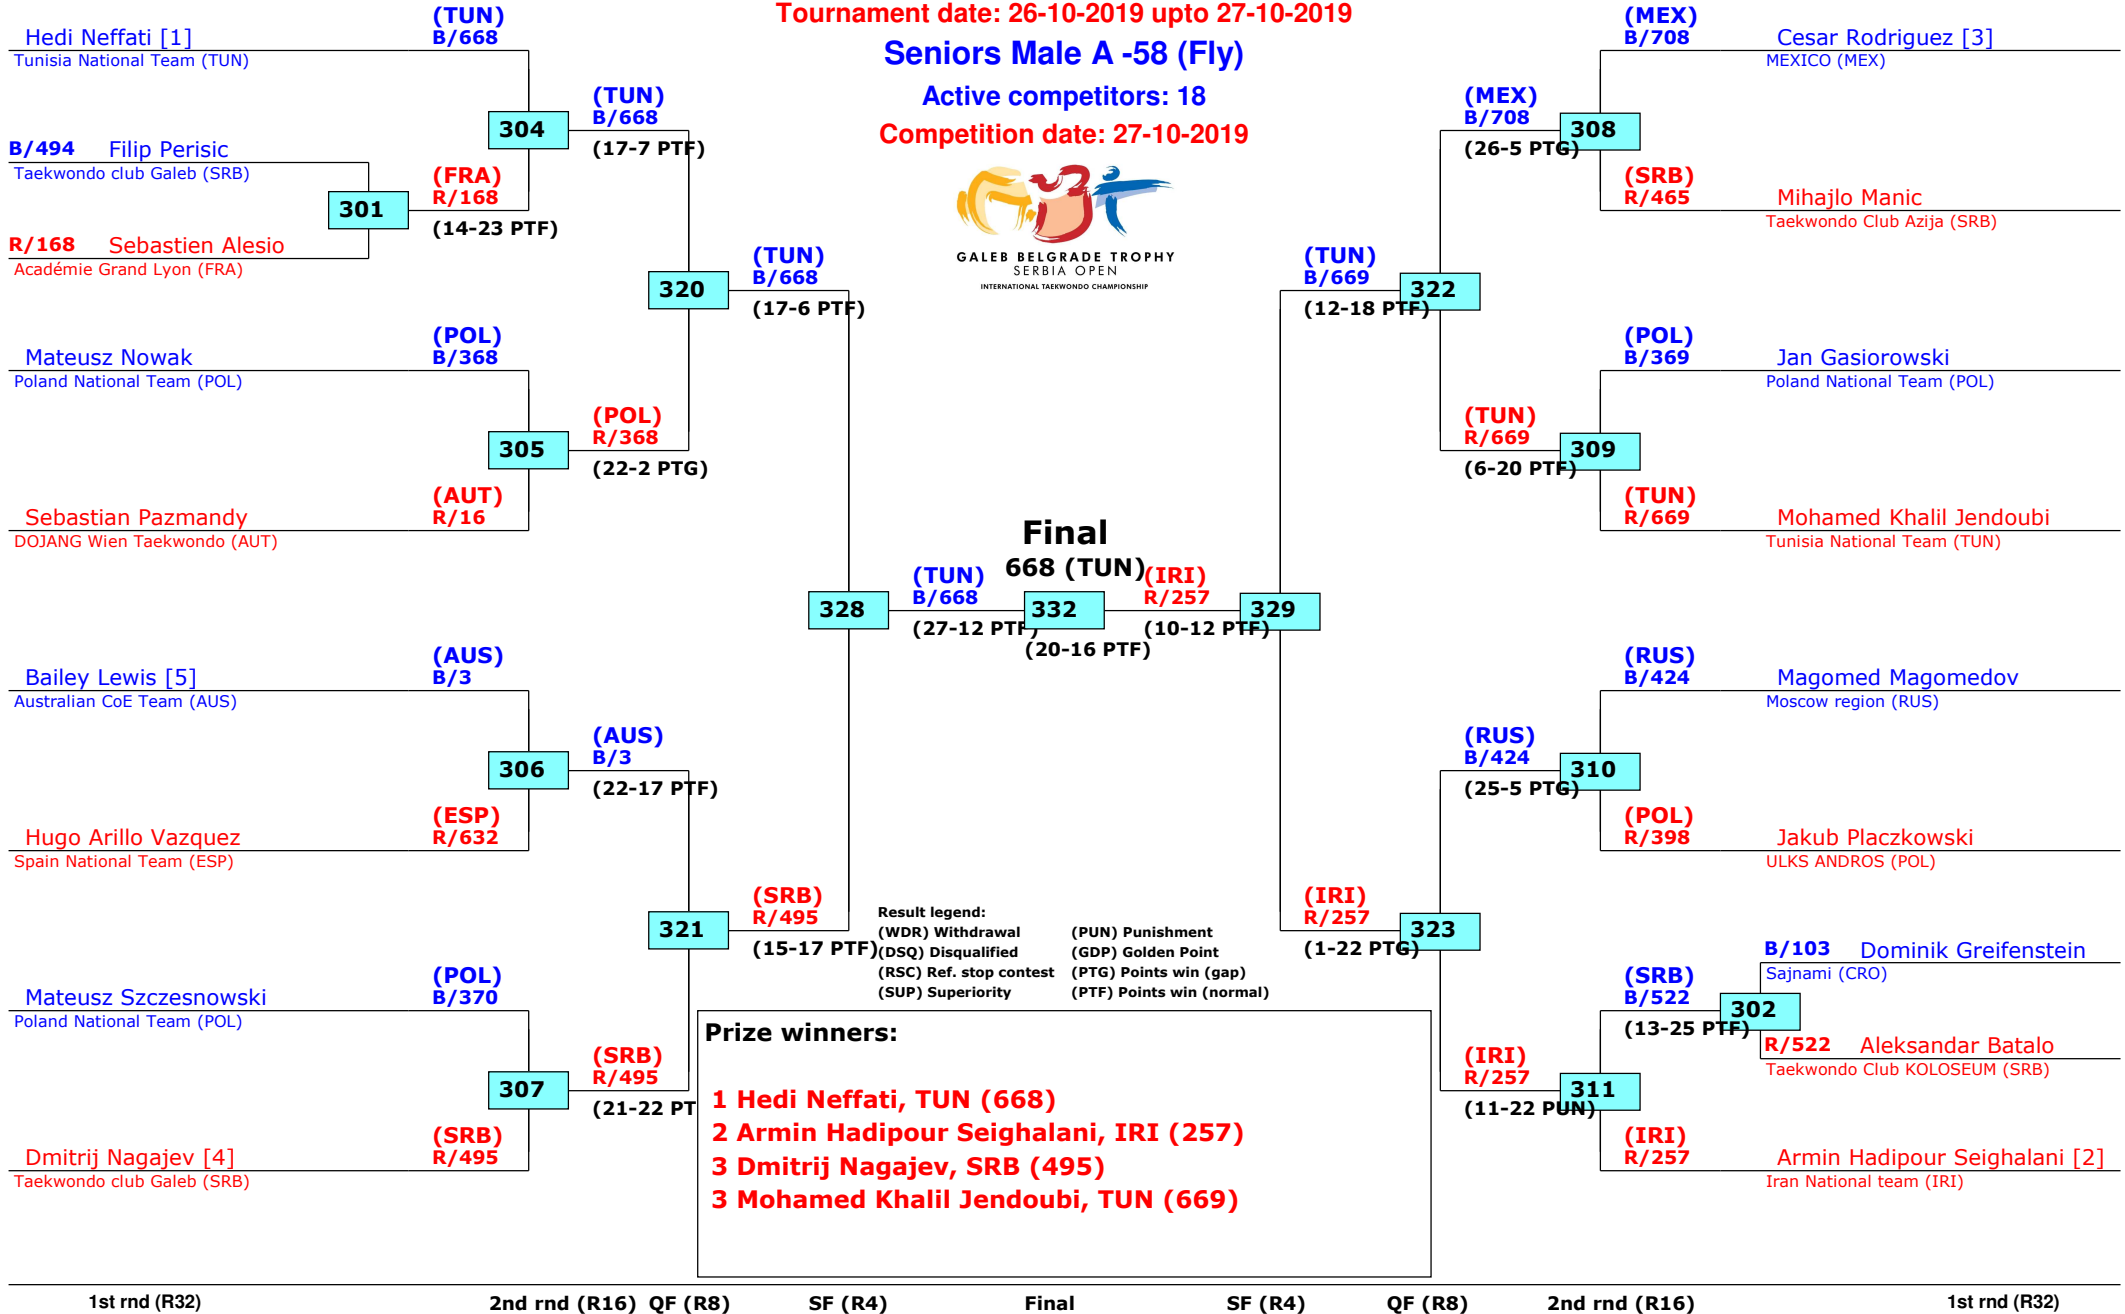 Tournament date: 26-10-2019 upto 27-10-2019
Seniors Male A -58 (Fly)
Active competitors: 18
Competition date: 27-10-2019
GALEB BELGRADE TROPHY
SERBIA OPEN
INTERNATIONAL TAEKWONDO CHAMPIONSHIP
Hedi Neffati [1]
Tunisia National Team (TUN)
(TUN)
B/668
B/494 Filip Perisic
Taekwondo club Galeb (SRB)
301
R/168 Sebastien Alesio
Académie Grand Lyon (FRA)
(FRA)
R/168
(14-23 PTF)
304
(TUN)
B/668
(17-7 PTF)
Mateusz Nowak
Poland National Team (POL)
(POL)
B/368
305
Sebastian Pazmandy
DOJANG Wien Taekwondo (AUT)
(AUT)
R/16
(POL)
R/368
(22-2 PTG)
320
(TUN)
B/668
(17-6 PTF)
Bailey Lewis [5]
Australian CoE Team (AUS)
(AUS)
B/3
306
Hugo Arillo Vazquez
Spain National Team (ESP)
(ESP)
R/632
(AUS)
B/3
(22-17 PTF)
Mateusz Szczesnowski
Poland National Team (POL)
(POL)
B/370
307
Dmitrij Nagajev [4]
Taekwondo club Galeb (SRB)
(SRB)
R/495
(SRB)
R/495
(21-22 PT
321
(SRB)
R/495
(15-17 PTF)
328
(TUN)
B/668
(27-12 PTF)
Final
668 (TUN)
332
(20-16 PTF)
(IRI)
R/257
(10-12 PTF)
329
(TUN)
B/669
(12-18 PTF)
322
(MEX)
B/708
(26-5 PTG)
308
(MEX)
B/708
Cesar Rodriguez [3]
MEXICO (MEX)
(SRB)
R/465
Mihajlo Manic
Taekwondo Club Azija (SRB)
(TUN)
R/669
(6-20 PTF)
309
(POL)
B/369
Jan Gasiorowski
Poland National Team (POL)
(TUN)
R/669
Mohamed Khalil Jendoubi
Tunisia National Team (TUN)
(IRI)
R/257
(1-22 PTG)
323
(RUS)
B/424
(25-5 PTG)
310
(RUS)
B/424
Magomed Magomedov
Moscow region (RUS)
(POL)
R/398
Jakub Placzkowski
ULKS ANDROS (POL)
(IRI)
R/257
(11-22 PUN)
311
(SRB)
B/522
(13-25 PTF)
302
B/103 Dominik Greifenstein
Sajnami (CRO)
R/522 Aleksandar Batalo
Taekwondo Club KOLOSEUM (SRB)
(IRI)
R/257
Armin Hadipour Seighalani [2]
Iran National team (IRI)
Result legend:
(WDR) Withdrawal (PUN) Punishment
(DSQ) Disqualified (GDP) Golden Point
(RSC) Ref. stop contest (PTG) Points win (gap)
(SUP) Superiority (PTF) Points win (normal)
Prize winners:
1 Hedi Neffati, TUN (668)
2 Armin Hadipour Seighalani, IRI (257)
3 Dmitrij Nagajev, SRB (495)
3 Mohamed Khalil Jendoubi, TUN (669)
1st rnd (R32) 2nd rnd (R16) QF (R8) SF (R4) Final SF (R4) QF (R8) 2nd rnd (R16) 1st rnd (R32)